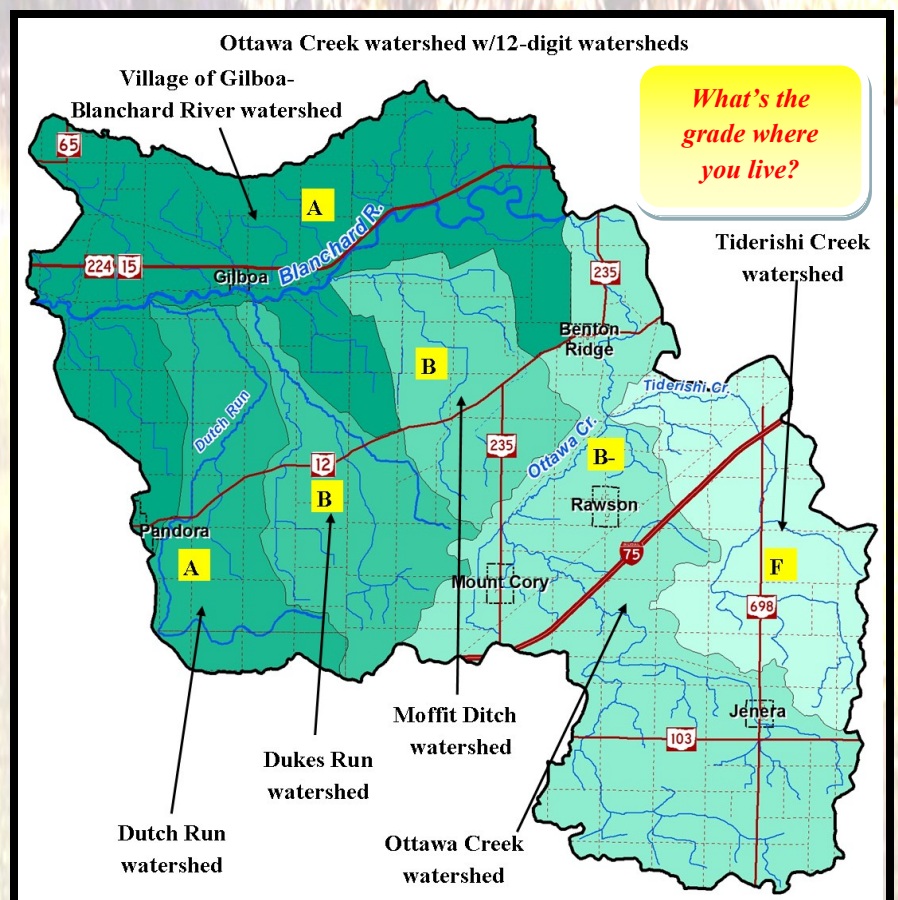 Ottawa Creek watershed w/12-digit watersheds
Village of Gilboa-
Blanchard River watershed
What's the
grade where
you live?
65
A
Blanchard R.
Tiderishi Creek
watershed
224 15
Gilboa
235
Benton
Ridge
B
Tiderishi Cr.
Dutch Run
235
Ottawa Cr.
B-
12
B
Rawson
Pandora
75
A
F
Mount Cory
698
Moffit Ditch
watershed
Jenera
103
Dukes Run
watershed
Dutch Run
watershed
Ottawa Creek
watershed